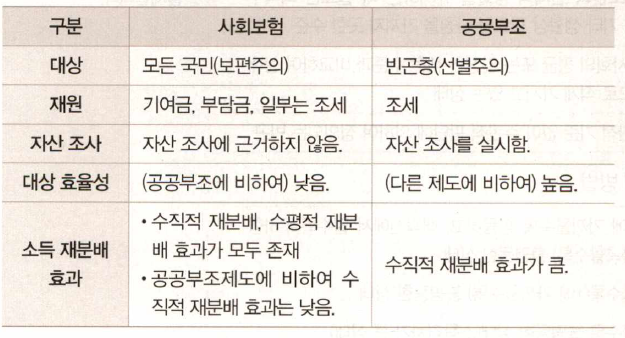 구분 사회보험 공공부조
대상 모든 국민(보편주의) 빈곤층(선별주의)
재원 기여금, 부담금, 일부는 조세 조세
자산 조사 자산 조사에 근거하지 않음. 자산 조사를 실시함.
대상 효율성 (공공부조에 비하여) 낮음. (다른 제도에 비하여) 높음.
소득 재분배
효과
• 수직적 재분배, 수평적 재분
배 효과가 모두 존재
• 공공부조제도에 비하여 수
직적 재분배 효과는 낮음.
수직적 재분배 효과가 큼.